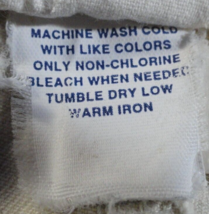 MACHINE WASH COLD
WITH LIKE COLORS
ONLY NON-CHLORINE
BLEACH WHEN NEEDED
TUMBLE DRY LOW
WARM IRON